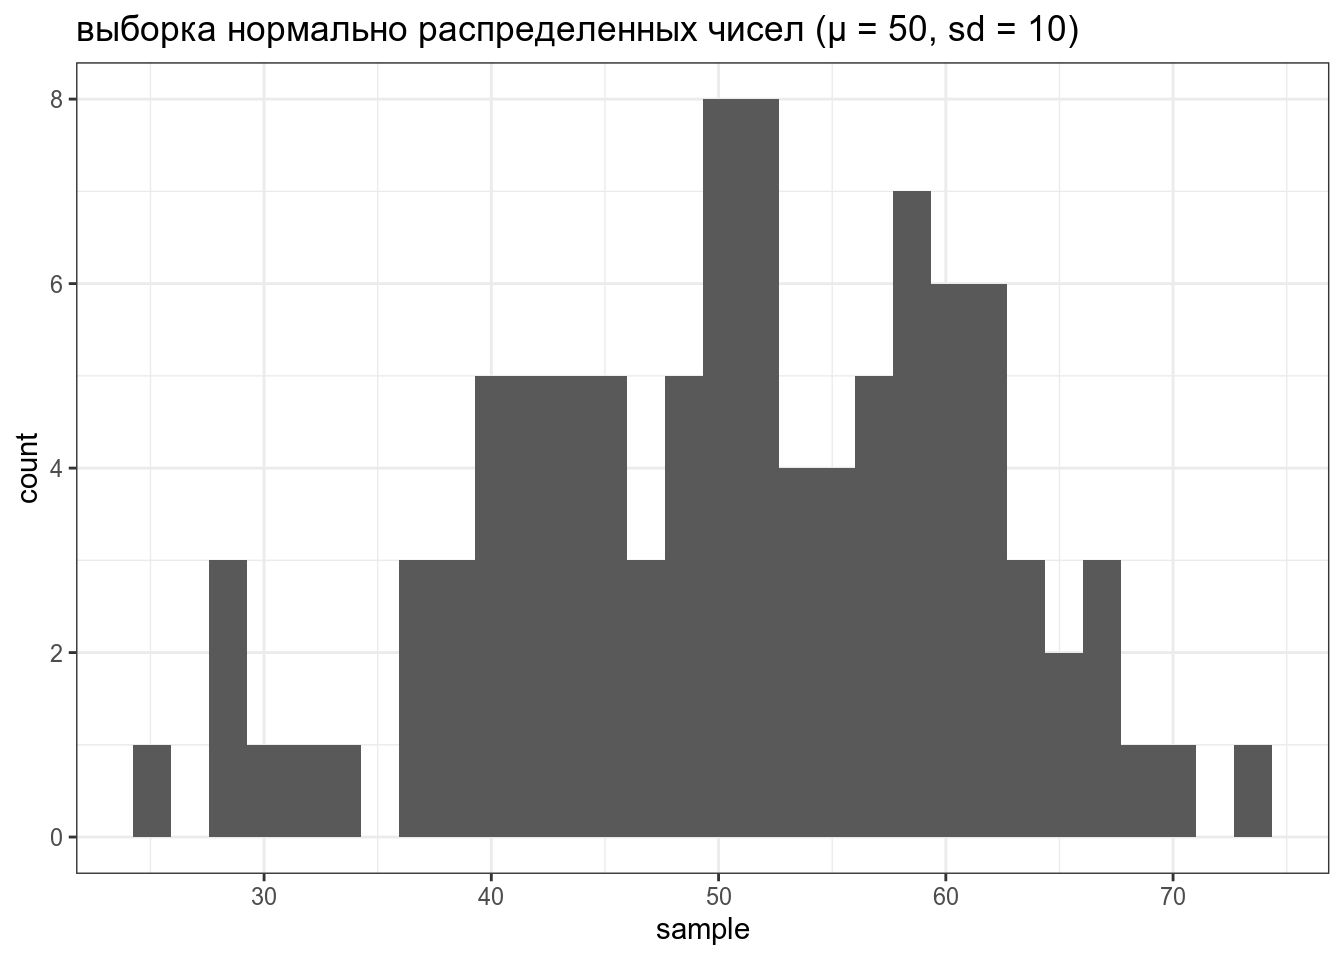 выборка нормально распределенных чисел (μ = 50, sd = 10)
8
6
4
2
0
count
30 40 50 60 70
sample